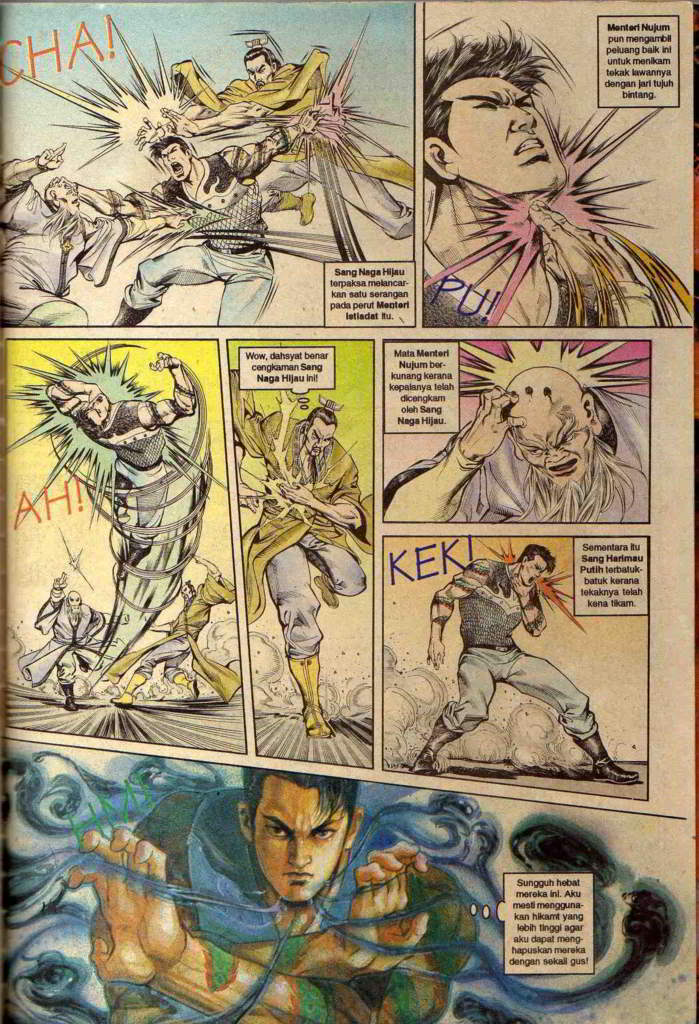 CHA!
Sang Naga Hijau
terpaksa melancar-
kan satu serangan
pada perut Menteri
Istiadat itu.
Menteri Nujum
pun mengambil
peluang baik ini
untuk menikam
tekak lawannya
dengan jari tujuh
bintang.
PU!
AH!
Wow, dahsyat benar
cengkaman Sang
Naga Hijau ini!
Mata Menteri
Nujum ber-
kunang kerana
kepalanya telah
dicengkam
oleh Sang
Naga Hijau.
KEK!
Sementara itu
Sang Harimau
Putih terbatuk-
batuk kerana
tekaknya telah
kena tikam.
HM!
Sungguh hebat
mereka ini. Aku
mesti mengguna-
kan hikamt yang
lebih tinggi agar
aku dapat meng-
hapuskan mereka
dengan sekali gus!